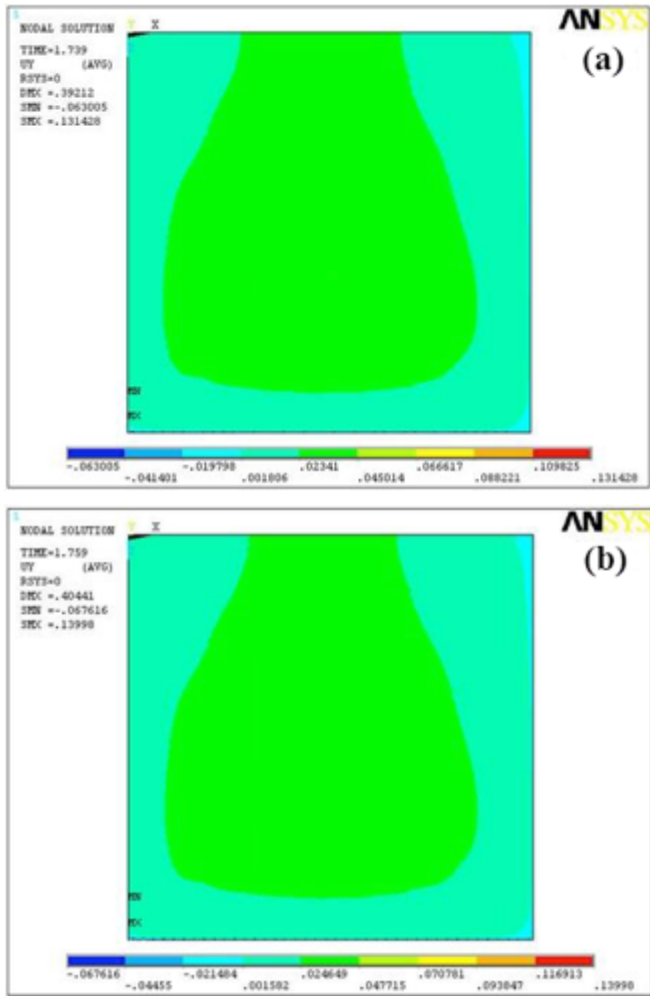 1
NODAL SOLUTION
TIME=1.739
UY (AVG)
RSYS=0
DMX =.39212
SMN =-.063005
SMX =.131428
Y X
ANSYS
(a)
MN
MX
-.063005 -.019798 .02341 .066617 .109825
-.041401 .001806 .045014 .088221 .131428
1
NODAL SOLUTION
TIME=1.759
UY (AVG)
RSYS=0
DMX =.40441
SMN =-.067616
SMX =.13998
Y X
ANSYS
(b)
MN
MX
-.067616 -.021484 .024649 .070781 .116913
-.04455 .001582 .047715 .093847 .13998